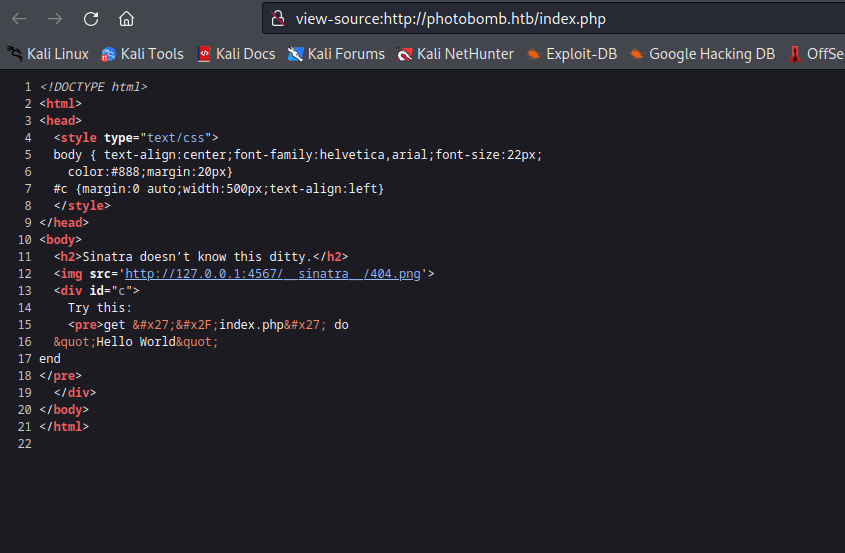 view-source:http://photobomb.htb/index.php
Kali Linux Kali Tools Kali Docs Kali Forums Kali NetHunter Exploit-DB Google Hacking DB OffSe
1 <!DOCTYPE html>
2 <html>
3 <head>
4   <style type="text/css">
5   body { text-align:center;font-family:helvetica,arial;font-size:22px;
6     color:#888;margin:20px}
7   #c {margin:0 auto;width:500px;text-align:left}
8   </style>
9 </head>
10 <body>
11   <h2>Sinatra doesn’t know this ditty.</h2>
12   <img src='http://127.0.0.1:4567/__sinatra__/404.png'>
13   <div id="c">
14     Try this:
15     <pre>get &#x27;&#x2F;index.php&#x27; do
16   &quot;Hello World&quot;
17 end
18 </pre>
19   </div>
20 </body>
21 </html>
22